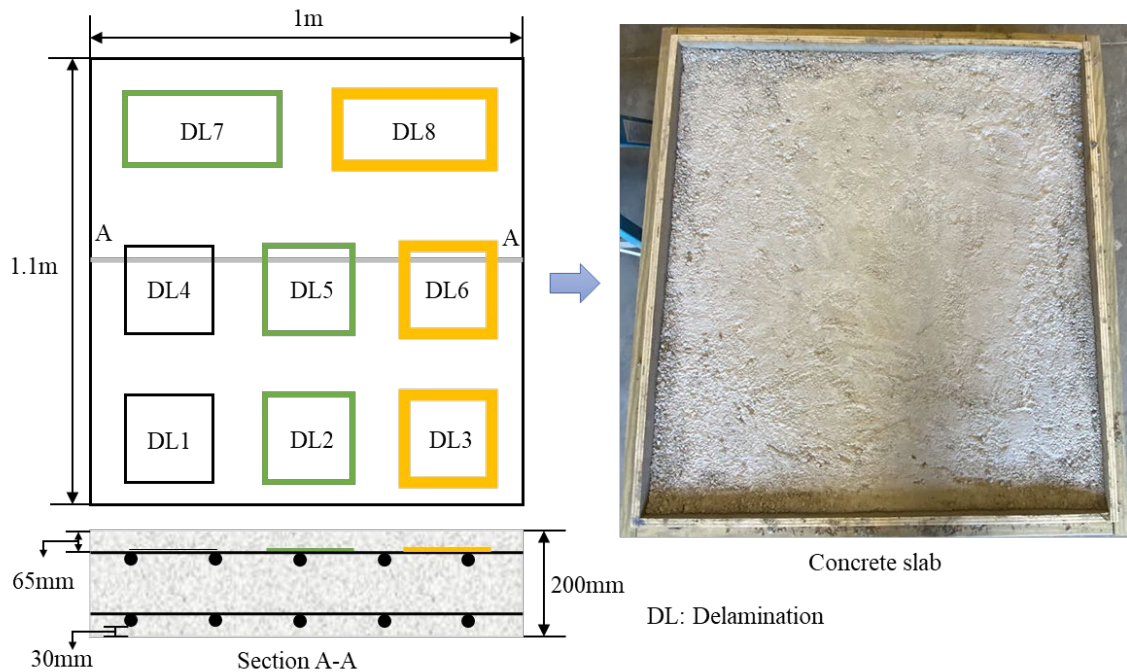 1m
DL7
DL8
A
A
1.1m
DL4
DL5
DL6
DL1
DL2
DL3
65mm
200mm
30mm
Section A-A
Concrete slab
DL: Delamination